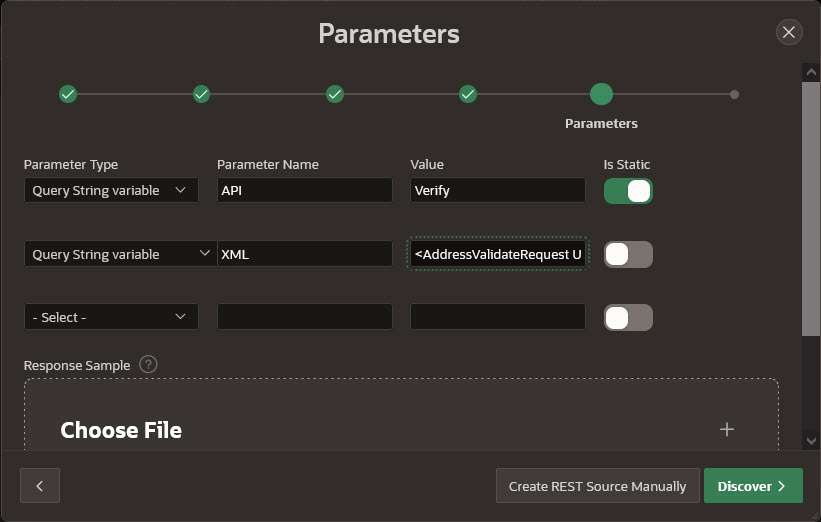 Parameters
Parameters
Parameter Type Parameter Name Value Is Static
Query String variable API Verify
Query String variable XML <AddressValidateRequest U
- Select -
Response Sample ?
Choose File
Create REST Source Manually Discover